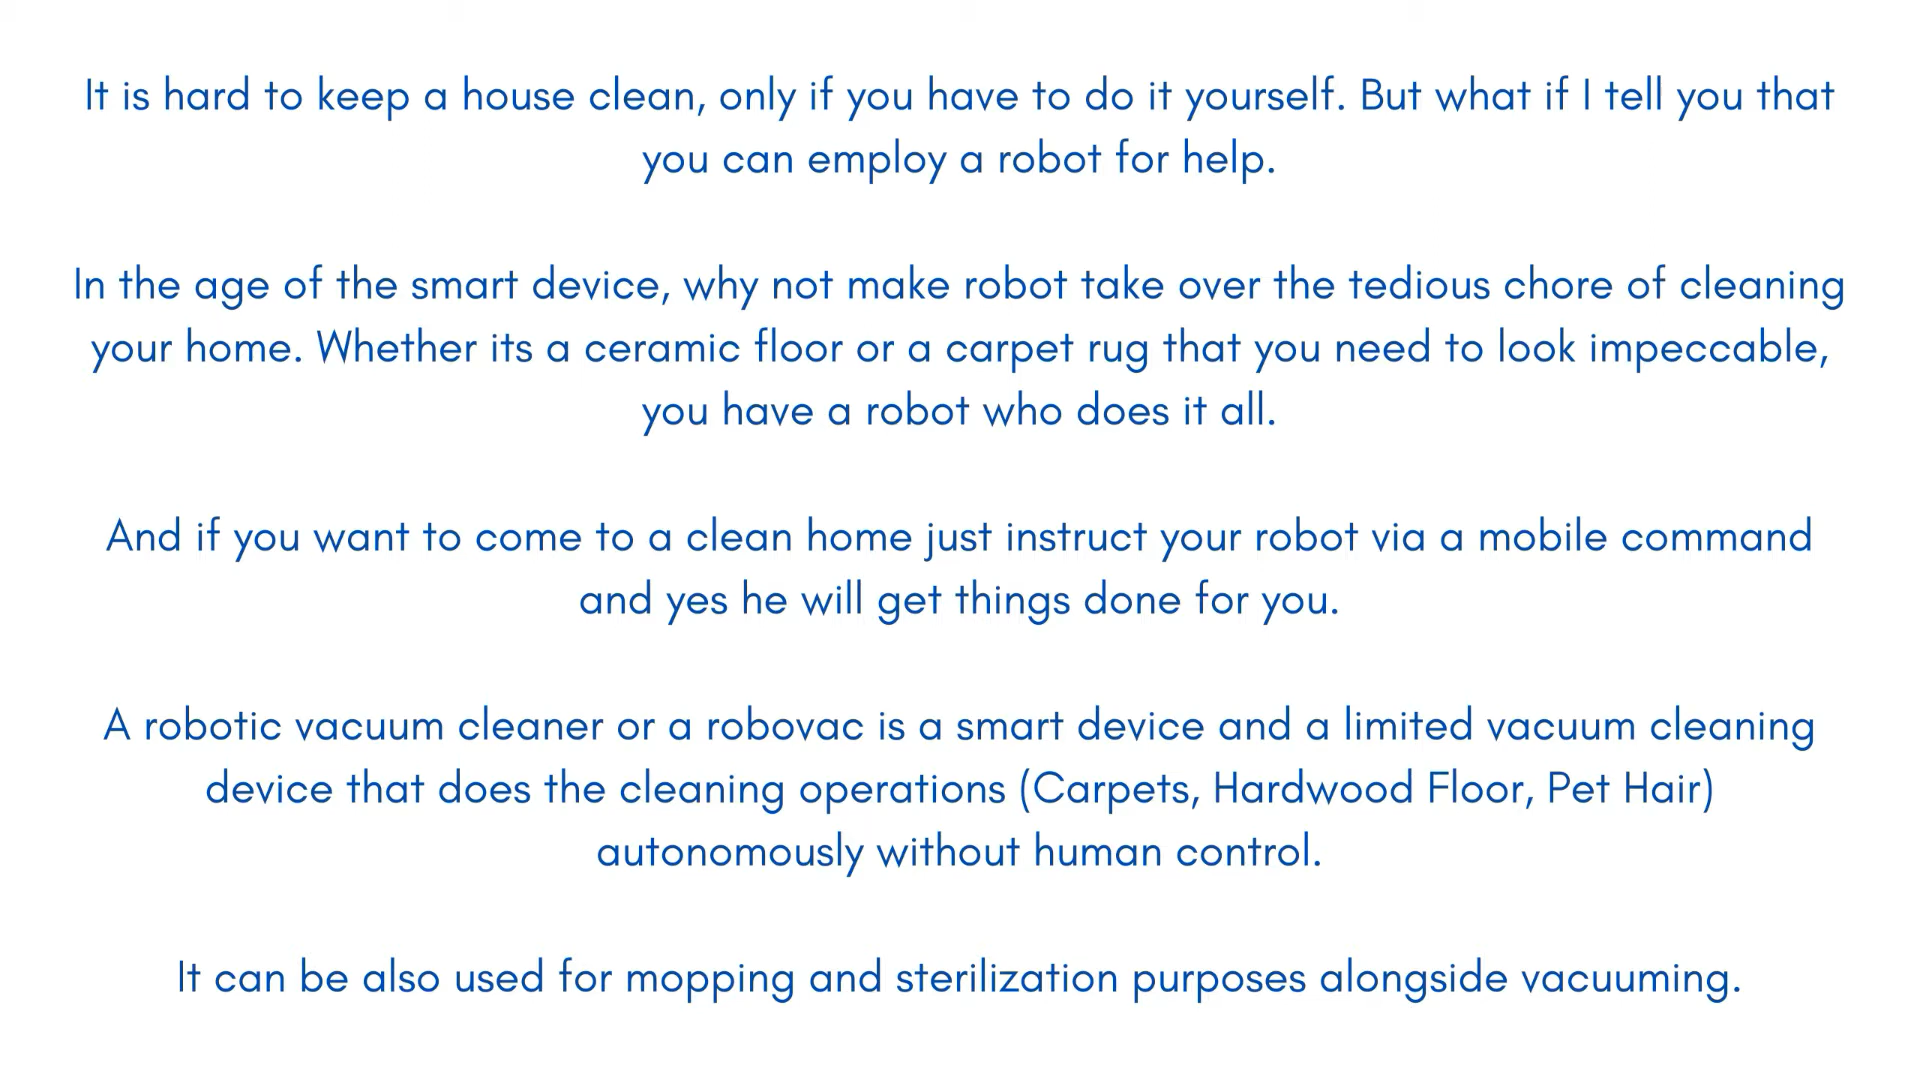 It is hard to keep a house clean, only if you have to do it yourself. But what if I tell you that
you can employ a robot for help.
In the age of the smart device, why not make robot take over the tedious chore of cleaning
your home. Whether its a ceramic floor or a carpet rug that you need to look impeccable,
you have a robot who does it all.
And if you want to come to a clean home just instruct your robot via a mobile command
and yes he will get things done for you.
A robotic vacuum cleaner or a robovac is a smart device and a limited vacuum cleaning
device that does the cleaning operations (Carpets, Hardwood Floor, Pet Hair)
autonomously without human control.
It can be also used for mopping and sterilization purposes alongside vacuuming.